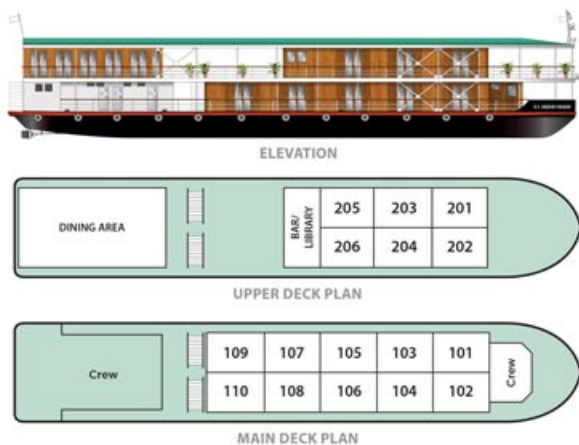 ELEVATION
DINING AREA
BAR/
LIBRARY
205 203 201
206 204 202
UPPER DECK PLAN
Crew
109 107 105 103 101
110 108 106 104 102
Crew
MAIN DECK PLAN